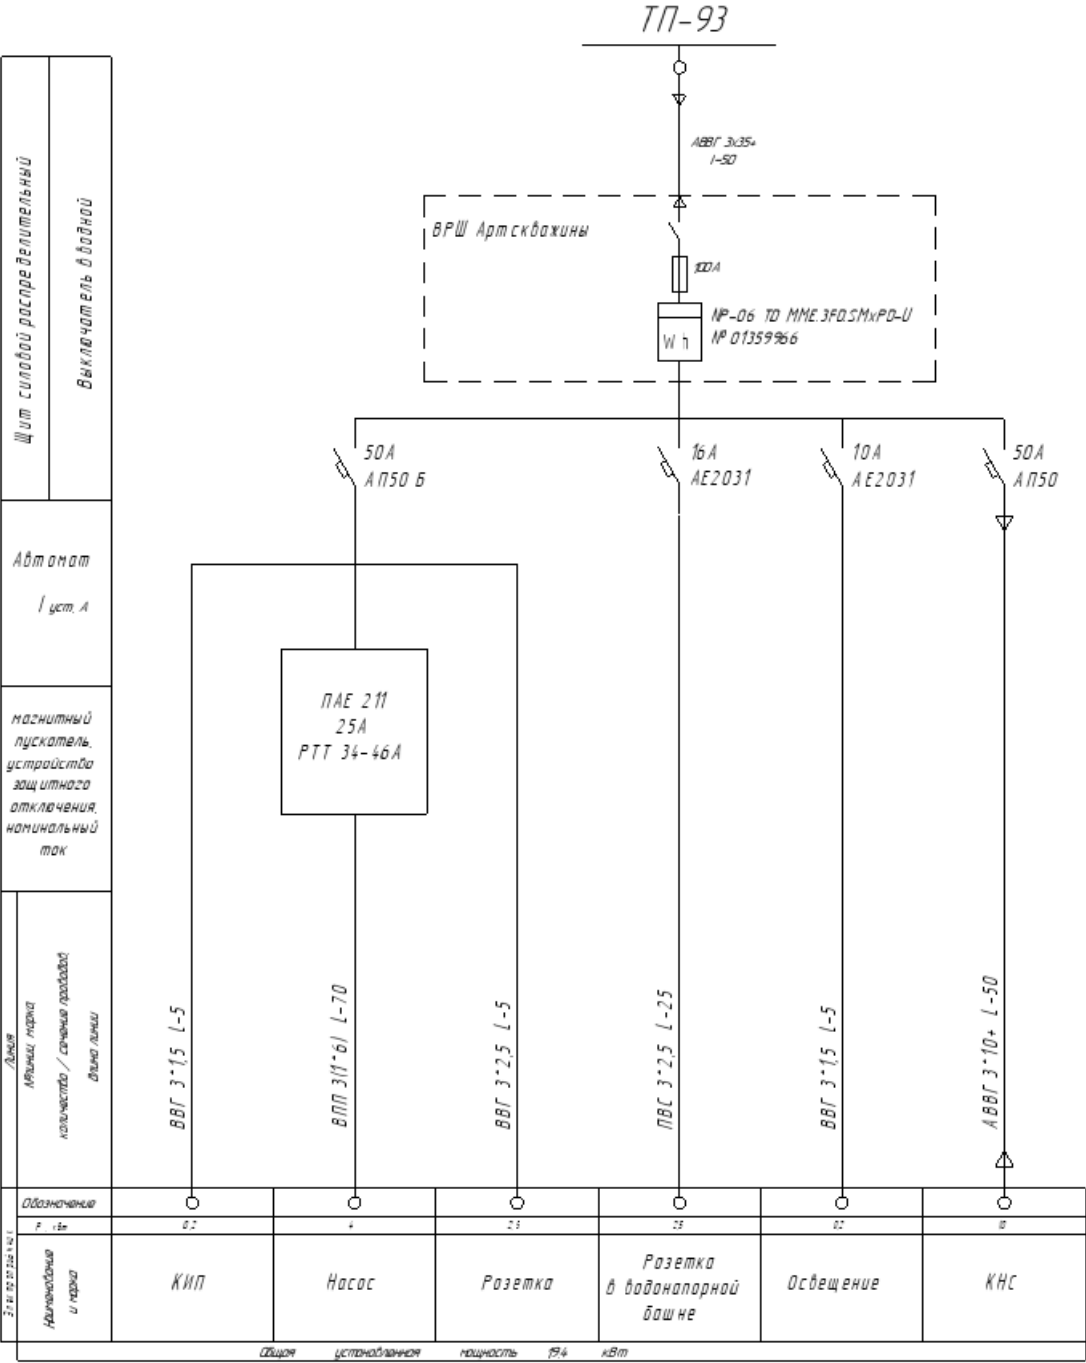 ТП-93
АВВГ 3х35+
l-50
ВРШ Артскважины
100А
NP-06 TD MME.3FD.SMxPD-U
№ 01359966
Wh
50А
АП50 Б
16А
АЕ2031
10А
АЕ2031
50А
АП50
Щит силовой распределительный
Выключатель вводной
Автомат
I уст. А
магнитный
пускатель,
устройство
защитного
отключения,
номинальный
ток
ПАЕ 211
25А
РТТ 34-46А
Линия
№линии, марка,
количество / сечение проводов,
длина линии
ВВГ 3*1,5 L-5
ВПП 3(1*6) L-70
ВВГ 3*2,5 L-5
ПВС 3*2,5 L-25
ВВГ 3*1,5 L-5
АВВГ 3*10+ L-50
Обозначение
Р , кВт
0,2
4
2,5
2,5
0,2
10
Наименование
и марка
КИП
Насос
Розетка
Розетка
в водонапорной
башне
Освещение
КНС
Общая установленная мощность 19,4 кВт